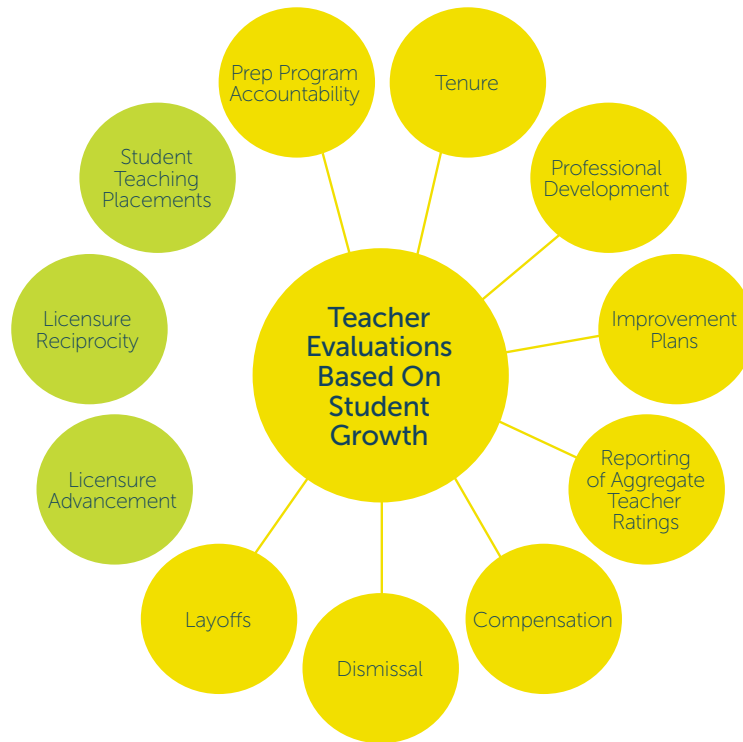 Prep Program
Accountability
Tenure
Student
Teaching
Placements
Professional
Development
Licensure
Reciprocity
Teacher
Evaluations
Based On
Student
Growth
Improvement
Plans
Licensure
Advancement
Reporting
of Aggregate
Teacher
Ratings
Layoffs
Compensation
Dismissal